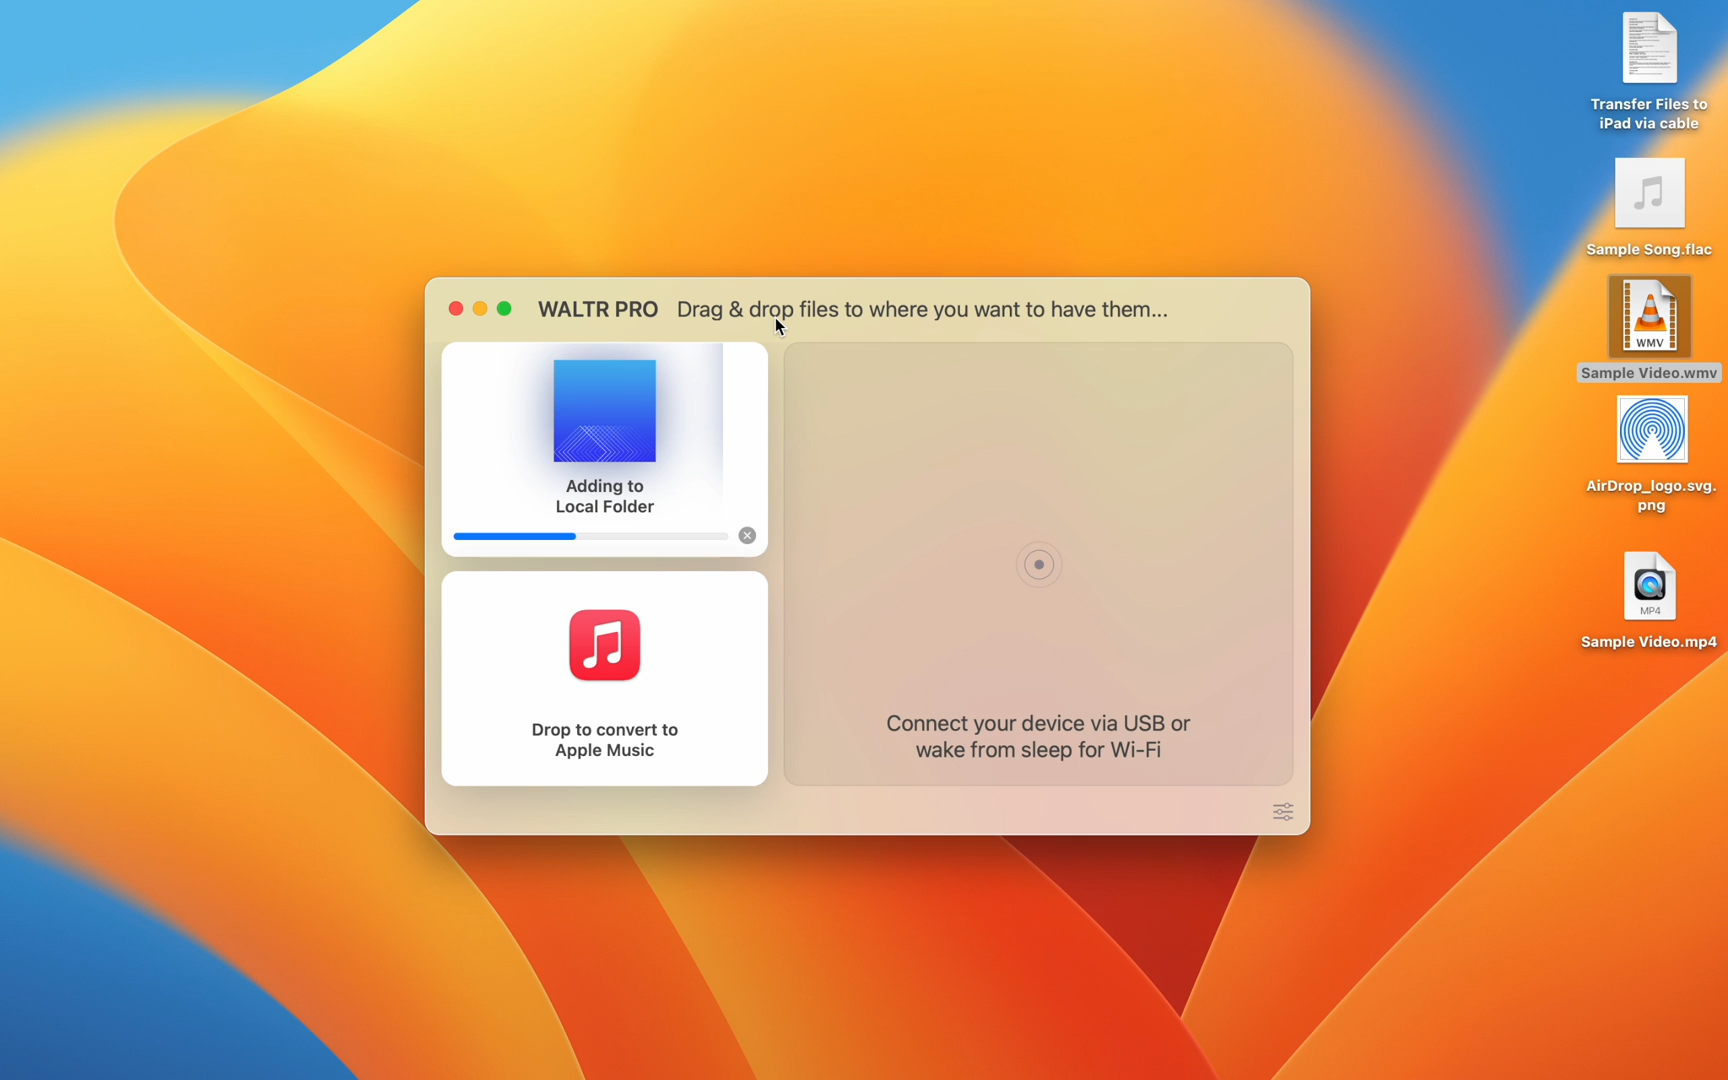 WALTR PRO Drag & drop files to where you want to have them...
Adding to
Local Folder
Drop to convert to
Apple Music
Connect your device via USB or
wake from sleep for Wi-Fi
Transfer Files to
iPad via cable
Sample Song.flac
WMV
Sample Video.wmv
AirDrop_logo.svg.
png
MP4
Sample Video.mp4